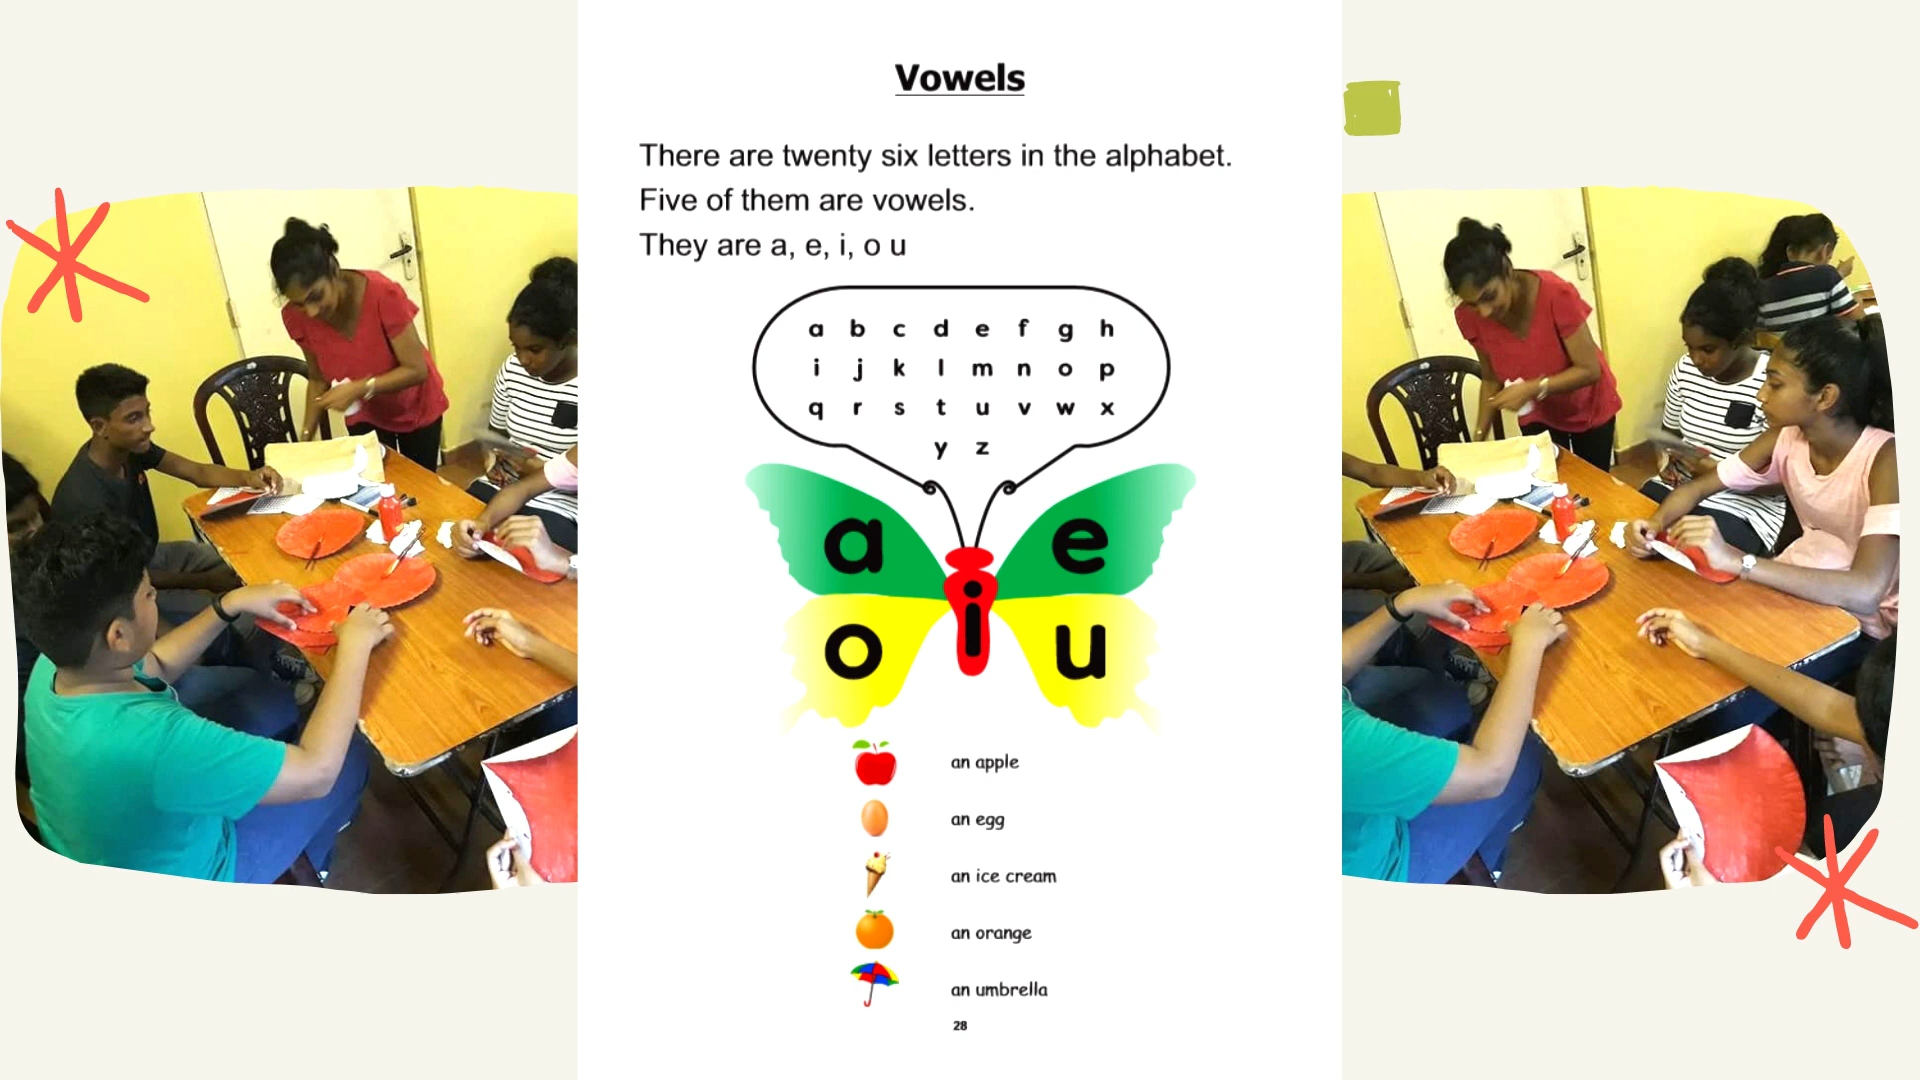 Vowels
There are twenty six letters in the alphabet.
Five of them are vowels.
They are a, e, i, o u
a b c d e f g h
i j k l m n o p
q r s t u v w x
y z
a e
i
o u
an apple
an egg
an ice cream
an orange
an umbrella
28